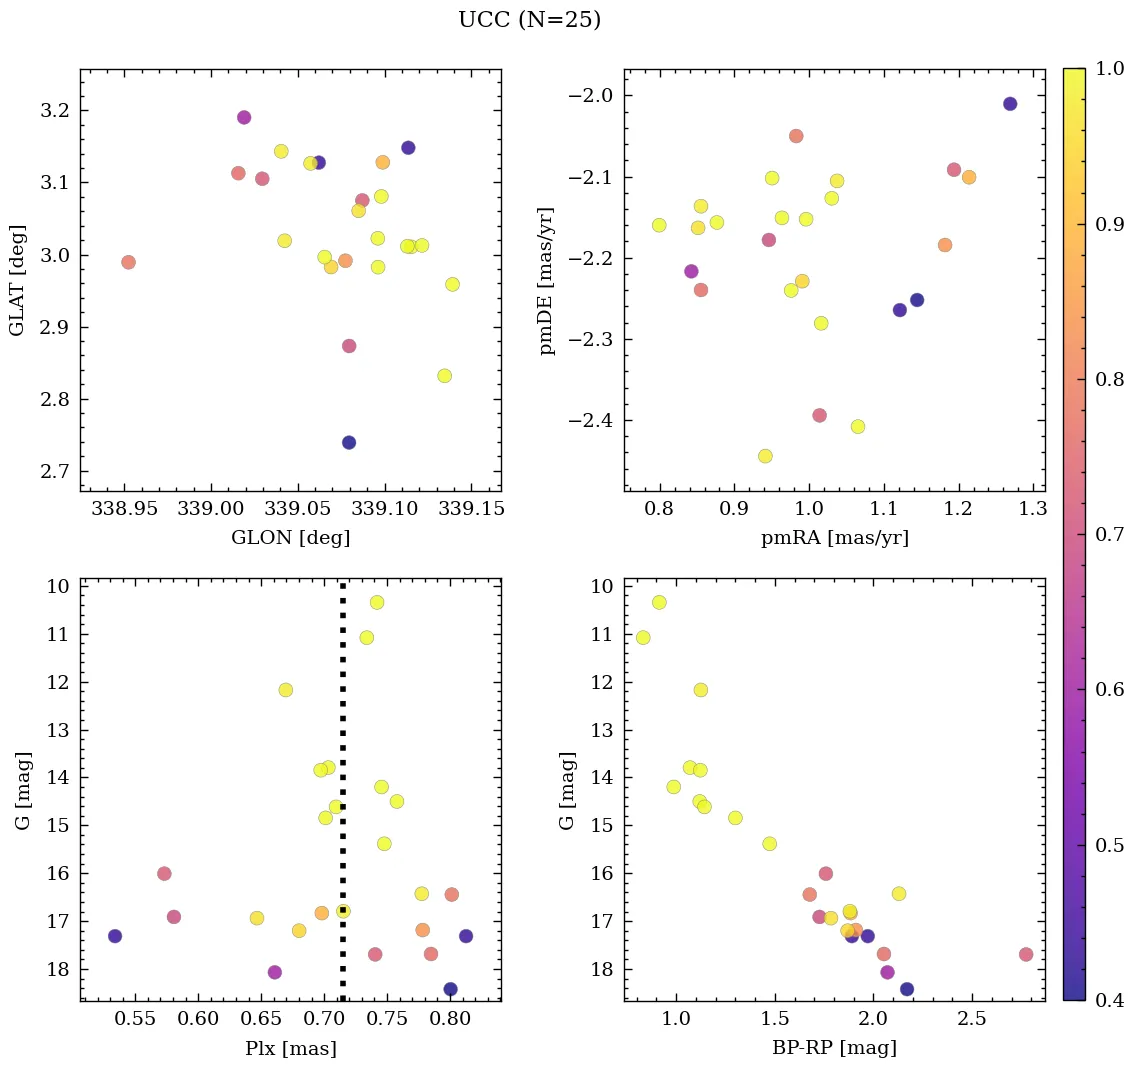 UCC (N=25)
3.2
3.1
3.0
2.9
2.8
2.7
GLAT [deg]
338.95 339.00 339.05 339.10 339.15
GLON [deg]
−2.0
−2.1
−2.2
−2.3
−2.4
pmDE [mas/yr]
0.8 0.9 1.0 1.1 1.2 1.3
pmRA [mas/yr]
10
11
12
13
14
15
16
17
18
G [mag]
0.55 0.60 0.65 0.70 0.75 0.80
Plx [mas]
10
11
12
13
14
15
16
17
18
G [mag]
1.0 1.5 2.0 2.5
BP-RP [mag]
1.0
0.9
0.8
0.7
0.6
0.5
0.4